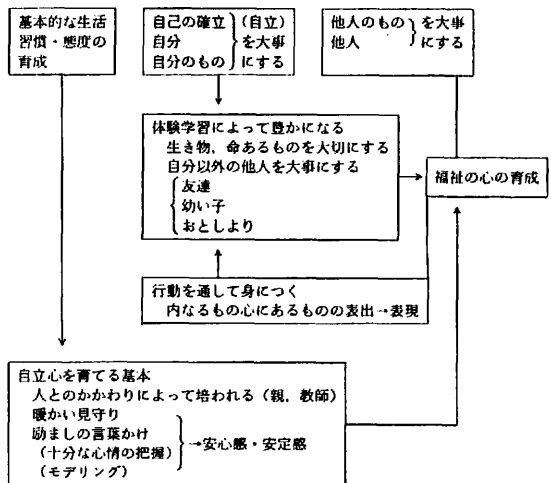 基本的な生活
習慣・態度の
育成
自己の確立 (自立)
自分 を大事
自分のもの にする
他人のもの を大事
他人 にする
体験学習によって豊かになる
生き物，命あるものを大切にする
自分以外の他人を大事にする
友達
幼い子
おとしより
福祉の心の育成
行動を通して身につく
内なるもの心にあるものの表出→表現
自立心を育てる基本
人とのかかわりによって培われる（親，教師）
暖かい見守り
励ましの言葉かけ
（十分な心情の把握）
（モデリング）
→安心感・安定感